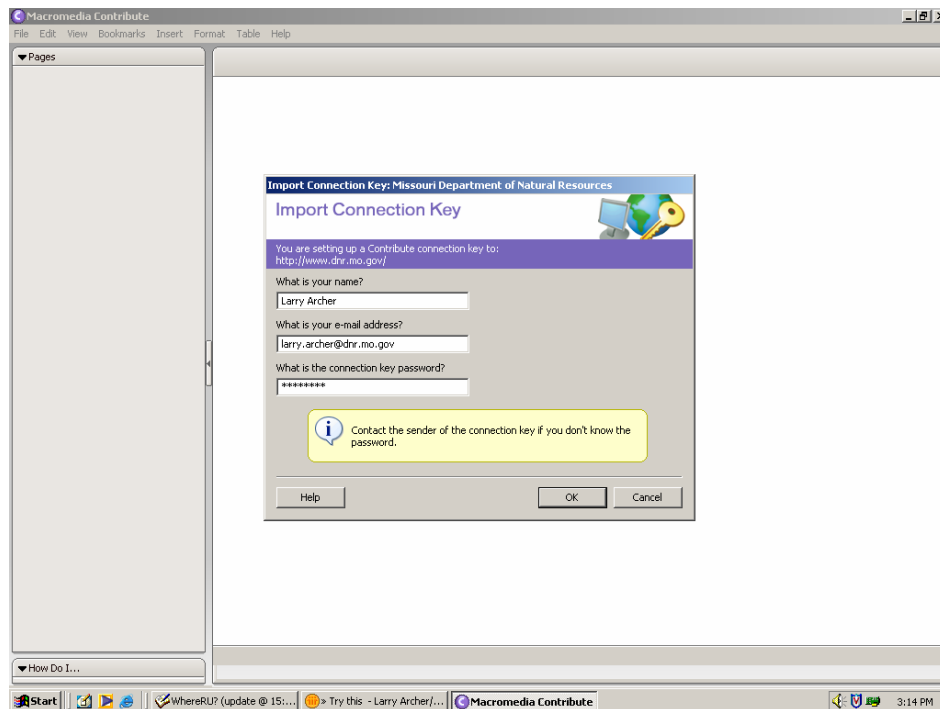 Macromedia Contribute
File Edit View Bookmarks Insert Format Table Help
Pages
Import Connection Key: Missouri Department of Natural Resources
Import Connection Key
You are setting up a Contribute connection key to:
http://www.dnr.mo.gov/
What is your name?
Larry Archer
What is your e-mail address?
larry.archer@dnr.mo.gov
What is the connection key password?
********
Contact the sender of the connection key if you don't know the
password.
Help OK Cancel
How Do I...
Start WhereRU? (update @ 15:... » Try this - Larry Archer/... Macromedia Contribute 3:14 PM